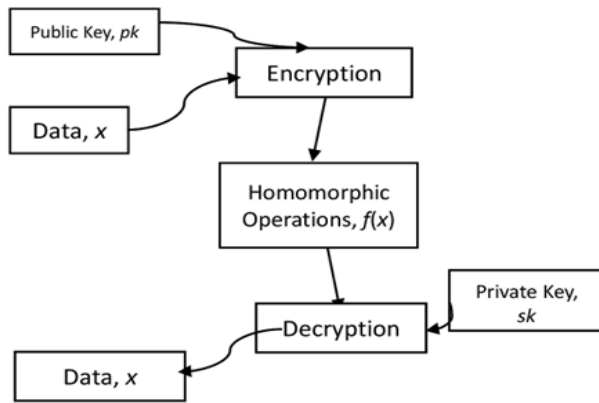 Public Key, pk
Encryption
Data, x
Homomorphic
Operations, f(x)
Private Key,
sk
Decryption
Data, x